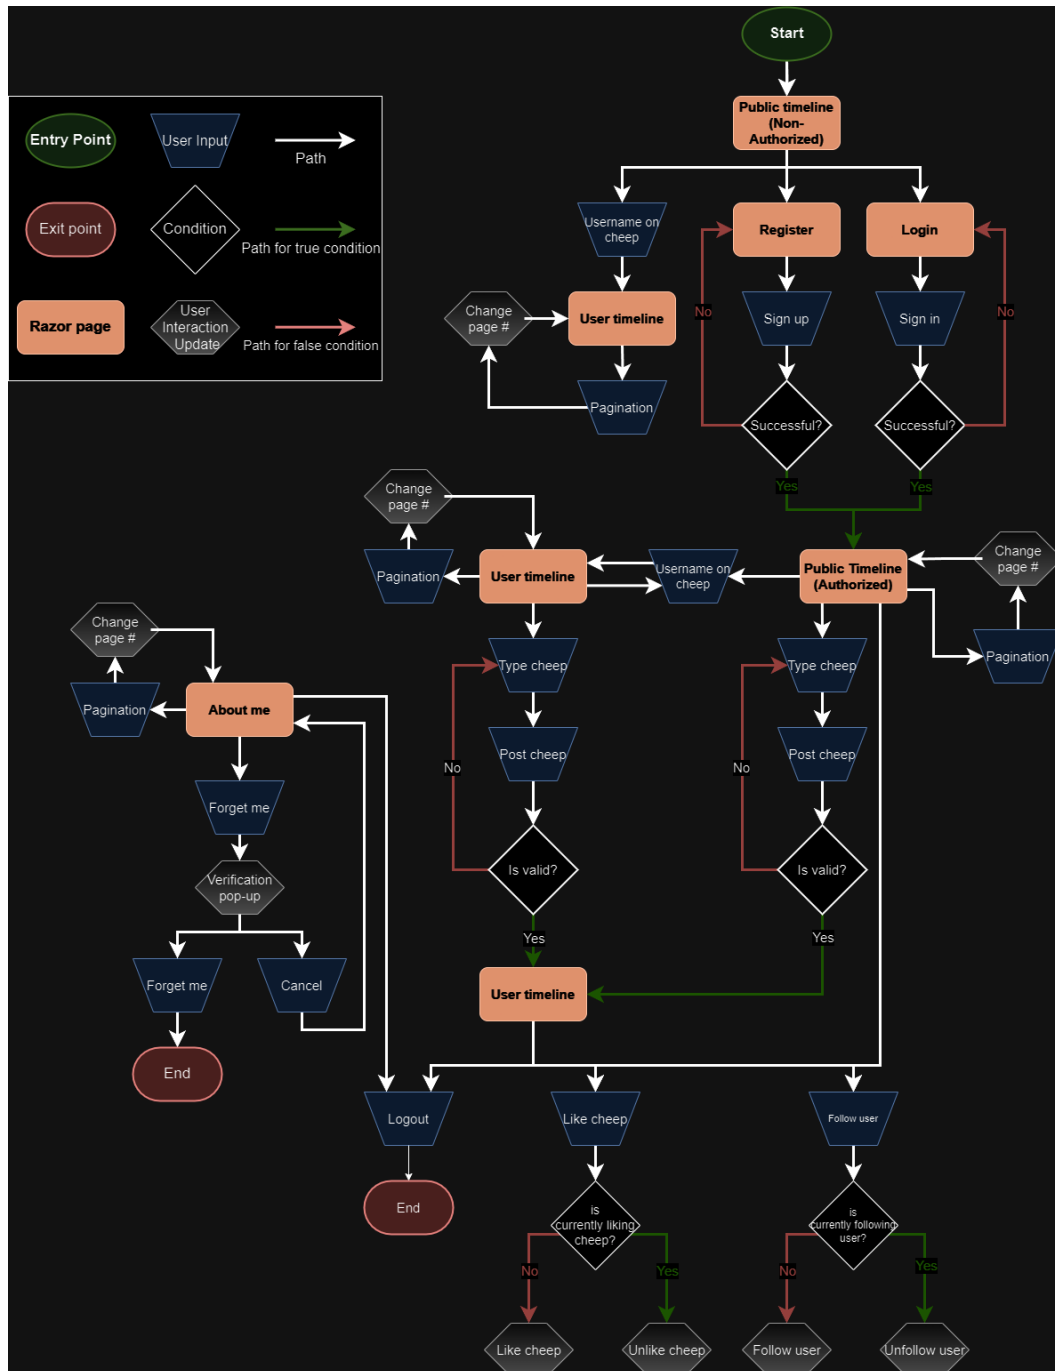 Start
Public timeline
(Non-
Authorized)
Entry Point
User Input
Path
Exit point
Condition
Path for true condition
Razor page
User
Interaction
Update
Path for false condition
Username on
cheep
Register
Login
Change
page #
User timeline
No
Sign up
Sign in
No
Pagination
Successful?
Successful?
Yes
Yes
Change
page #
Pagination
User timeline
Username on
cheep
Public Timeline
(Authorized)
Change
page #
Pagination
Change
page #
Pagination
About me
Type cheep
Type cheep
No
Post cheep
No
Post cheep
Forget me
Is valid?
Is valid?
Verification
pop-up
Yes
Yes
Forget me
Cancel
User timeline
End
Logout
Like cheep
Follow user
End
is
currently liking
cheep?
is
currently following
user?
No
Yes
No
Yes
Like cheep
Unlike cheep
Follow user
Unfollow user